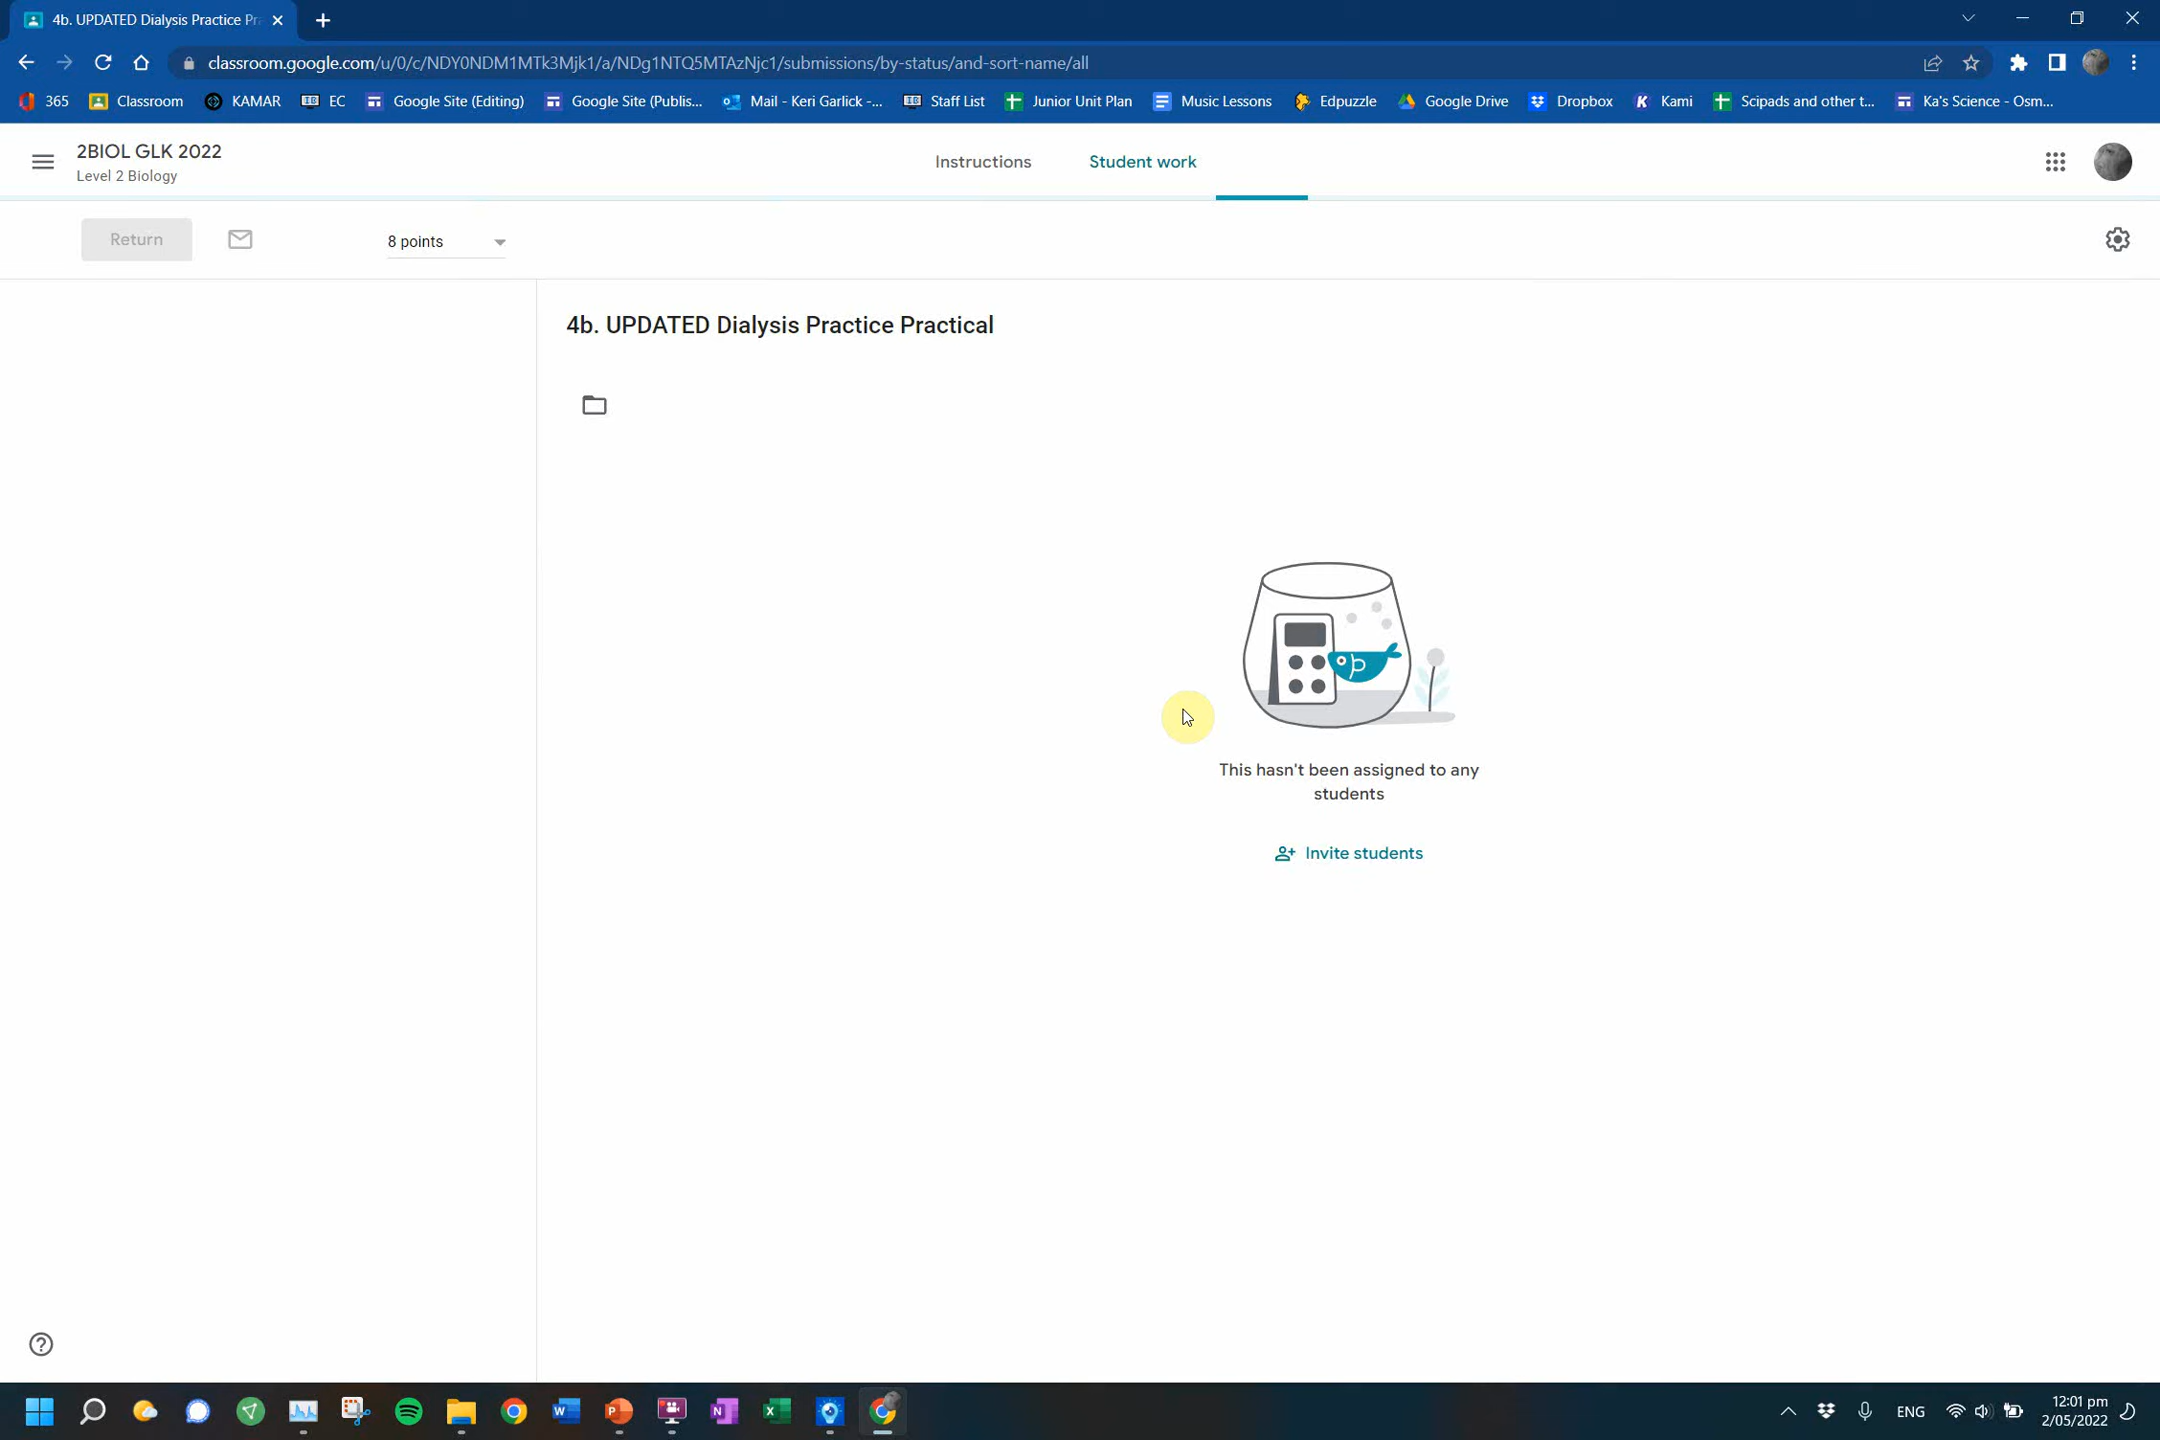 4b. UPDATED Dialysis Practice Pr
classroom.google.com/u/0/c/NDY0NDM1MTk3Mjk1/a/NDg1NTQ5MTAzNjc1/submissions/by-status/and-sort-name/all
365 Classroom KAMAR EC Google Site (Editing) Google Site (Publis... Mail - Keri Garlick -... Staff List Junior Unit Plan Music Lessons Edpuzzle Google Drive Dropbox Kami Scipads and other t... Ka's Science - Osm...
2BIOL GLK 2022
Level 2 Biology
Instructions Student work
Return 8 points
4b. UPDATED Dialysis Practice Practical
This hasn't been assigned to any
students
Invite students
ENG
12:01 pm
2/05/2022